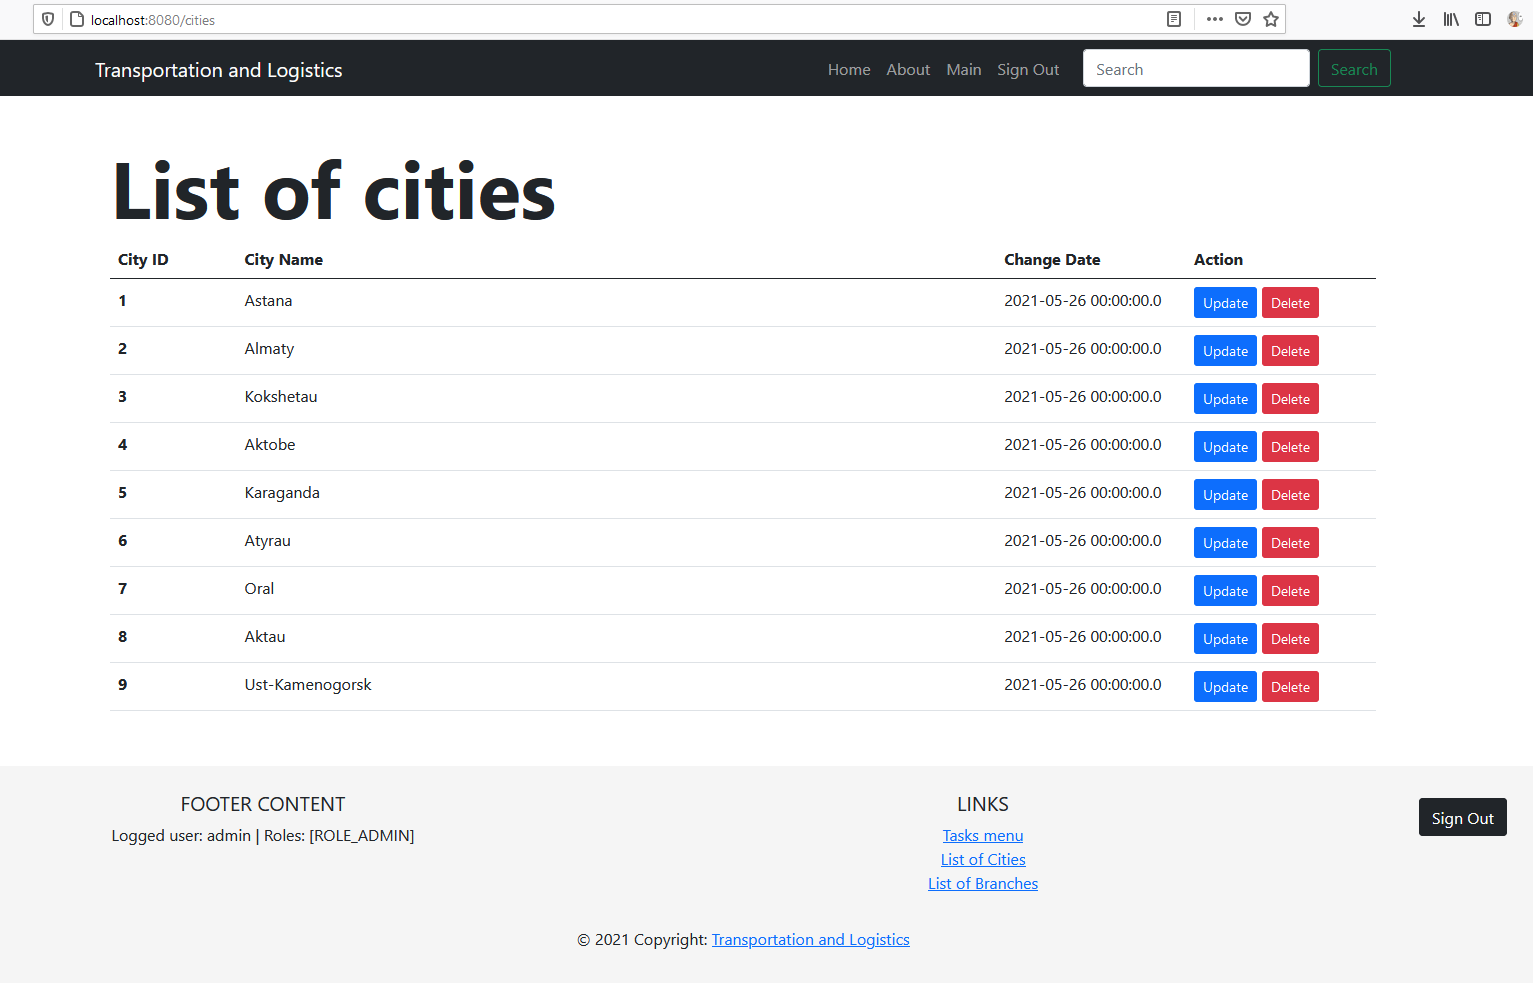 localhost:8080/cities
Transportation and Logistics Home About Main Sign Out Search Search
List of cities
City ID City Name Change Date Action
1 Astana 2021-05-26 00:00:00.0 Update Delete
2 Almaty 2021-05-26 00:00:00.0 Update Delete
3 Kokshetau 2021-05-26 00:00:00.0 Update Delete
4 Aktobe 2021-05-26 00:00:00.0 Update Delete
5 Karaganda 2021-05-26 00:00:00.0 Update Delete
6 Atyrau 2021-05-26 00:00:00.0 Update Delete
7 Oral 2021-05-26 00:00:00.0 Update Delete
8 Aktau 2021-05-26 00:00:00.0 Update Delete
9 Ust-Kamenogorsk 2021-05-26 00:00:00.0 Update Delete
FOOTER CONTENT
Logged user: admin | Roles: [ROLE_ADMIN]
LINKS
Tasks menu
List of Cities
List of Branches
Sign Out
© 2021 Copyright: Transportation and Logistics